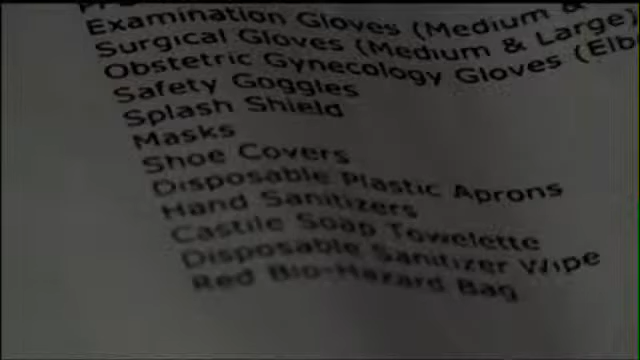 Examination Gloves (Medium &
Surgical Gloves (Medium & Large)
Obstetric Gynecology Gloves (Elb
Safety Goggles
Splash Shield
Masks
Shoe Covers
Disposable Plastic Aprons
Hand Sanitizers
Castile Soap Towelette
Disposable Sanitizer Wipe
Red Bio-Hazard Bag